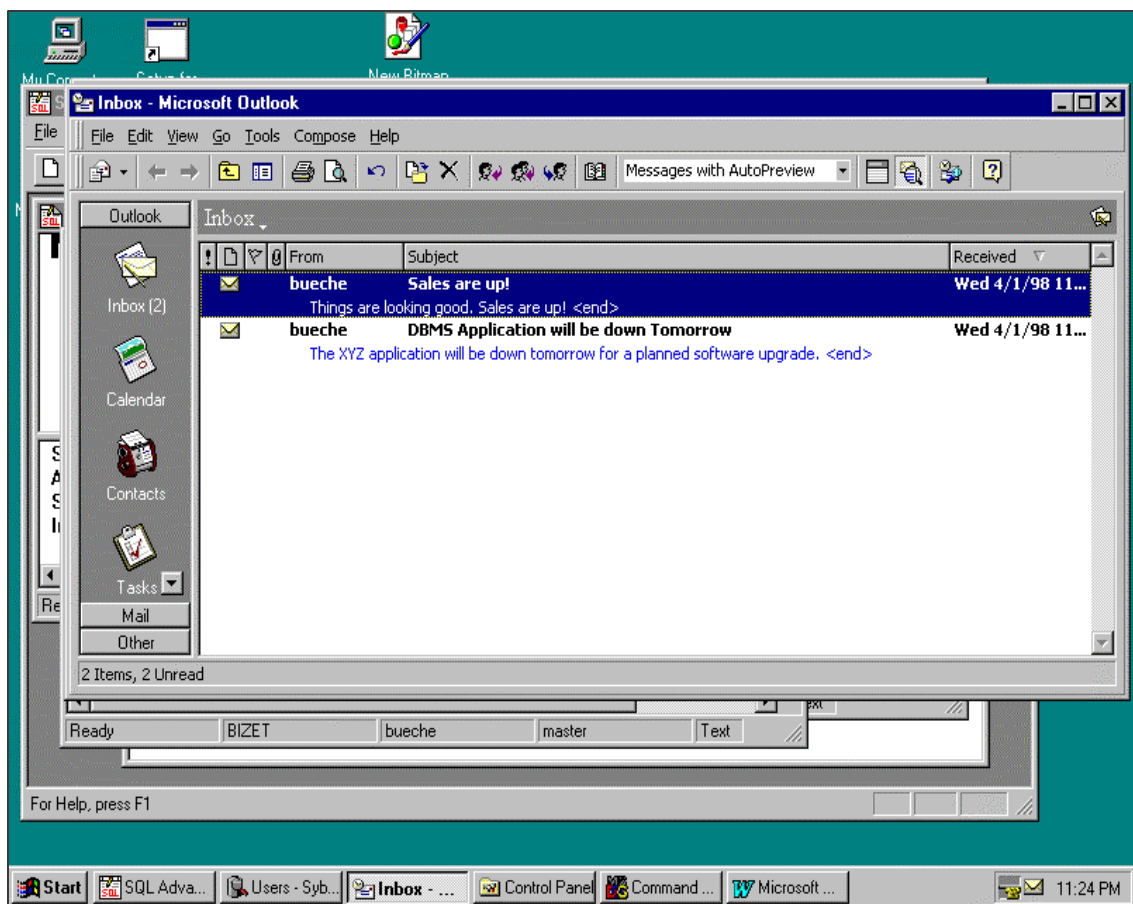 New Bitmap
Inbox - Microsoft Outlook
File
File Edit View Go Tools Compose Help
Messages with AutoPreview
Outlook
Inbox
! From Subject Received
bueche Sales are up! Wed 4/1/98 11...
Things are looking good. Sales are up! <end>
Inbox (2)
bueche DBMS Application will be down Tomorrow Wed 4/1/98 11...
The XYZ application will be down tomorrow for a planned software upgrade. <end>
Calendar
Contacts
Tasks
Mail
Other
2 Items, 2 Unread
Ready BIZET bueche master Text
For Help, press F1
Start SQL Adva... Users - Syb... Inbox - ... Control Panel Command ... Microsoft ... 11:24 PM